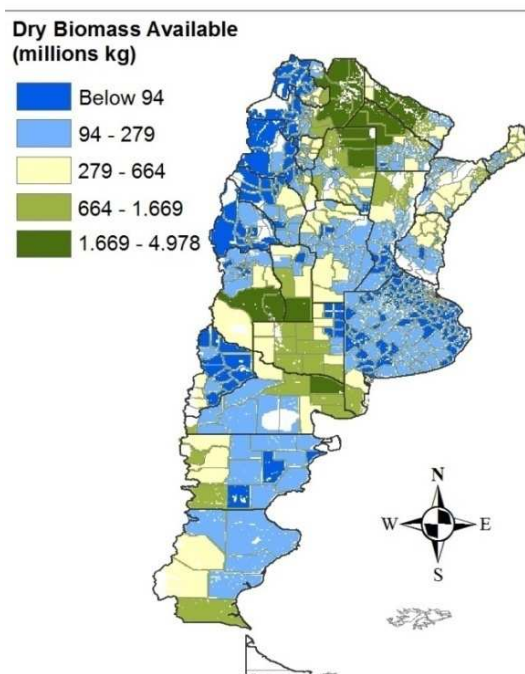 Dry Biomass Available
(millions kg)
Below 94
94 - 279
279 - 664
664 - 1.669
1.669 - 4.978
N
W E
S